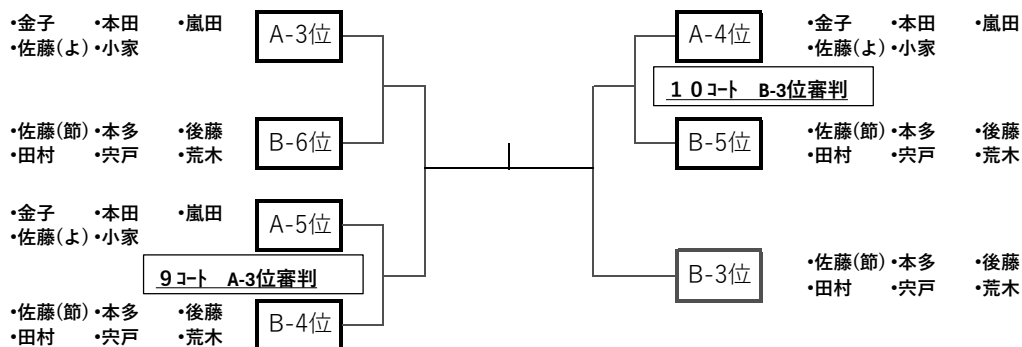 ・金子 ・本田 ・嵐田
・佐藤(よ) ・小家
A-3位
・佐藤(節) ・本多 ・後藤
・田村 ・宍戸 ・荒木
B-6位
・金子 ・本田 ・嵐田
・佐藤(よ) ・小家
A-5位
9コート A-3位審判
・佐藤(節) ・本多 ・後藤
・田村 ・宍戸 ・荒木
B-4位
A-4位
・金子 ・本田 ・嵐田
・佐藤(よ) ・小家
10コート B-3位審判
B-5位
・佐藤(節) ・本多 ・後藤
・田村 ・宍戸 ・荒木
B-3位
・佐藤(節) ・本多 ・後藤
・田村 ・宍戸 ・荒木